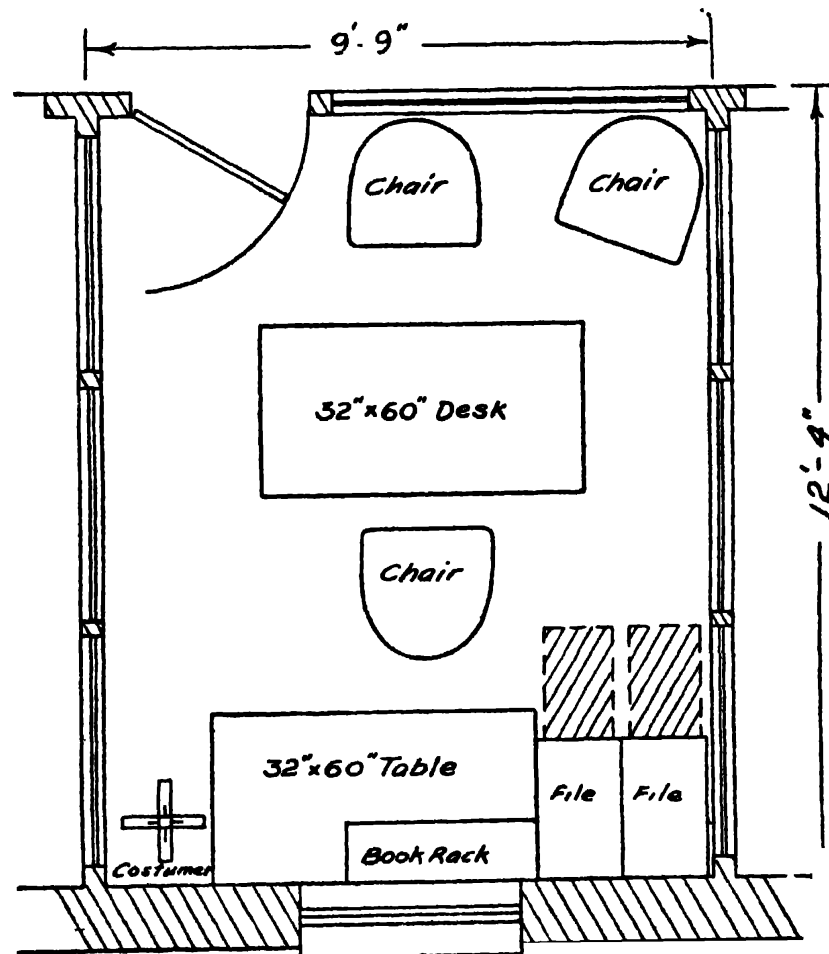 9'-9"
Chair
Chair
32"x60" Desk
12'-4"
Chair
32"x60" Table
File
File
Book Rack
Costumer